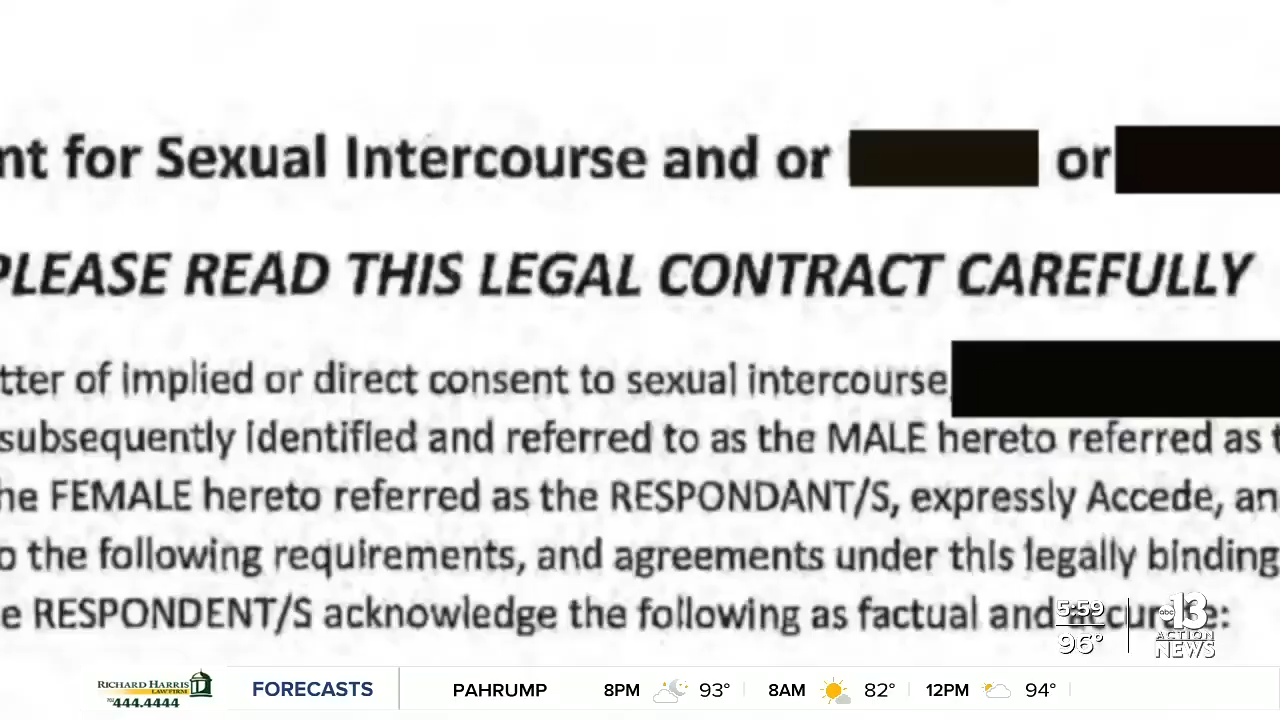 nt for Sexual Intercourse and or or
PLEASE READ THIS LEGAL CONTRACT CAREFULLY
tter of implied or direct consent to sexual intercourse
subsequently identified and referred to as the MALE hereto referred as t
he FEMALE hereto referred as the RESPONDANT/S, expressly Accede, an
o the following requirements, and agreements under this legally binding
e RESPONDENT/S acknowledge the following as factual and accurate:
5:59
96°
abc 13
ACTION
NEWS
RICHARD HARRIS
LAW FIRM
444.4444
FORECASTS PAHRUMP 8PM 93° 8AM 82° 12PM 94°